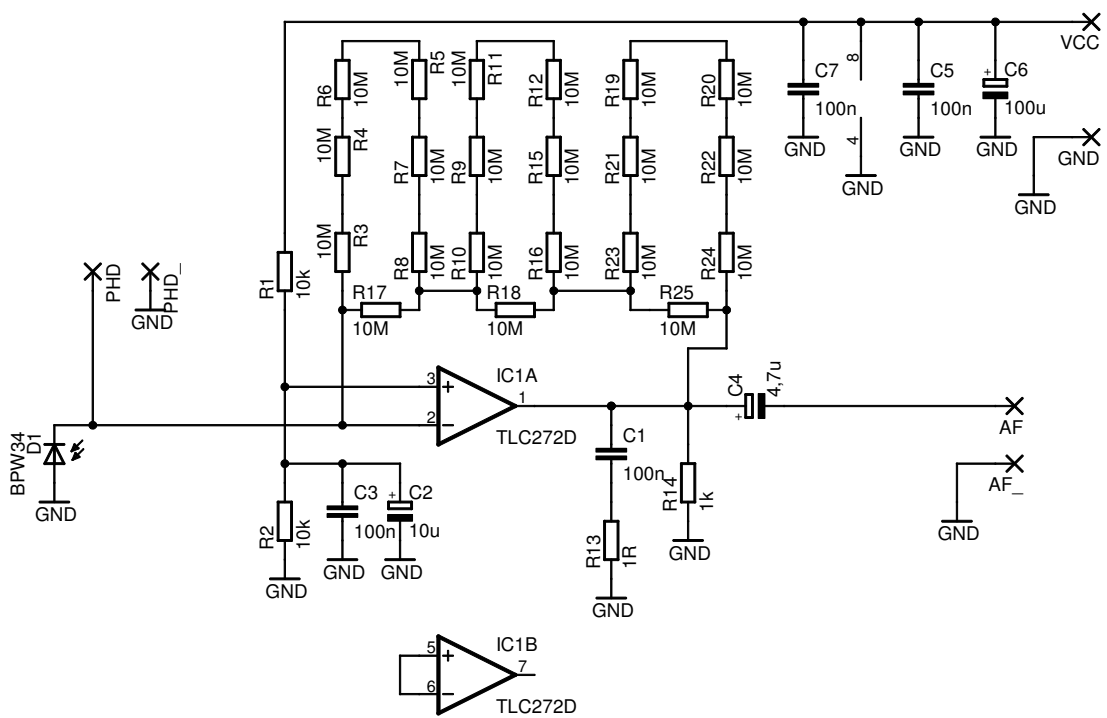 VCC
R6
10M
10M
R5
10M
R11
R12
10M
R19
10M
R20
10M
C7
100n
GND
8
4
GND
C5
100n
GND
+
C6
100u
GND
GND
GND
10M
R4
R7
10M
R9
10M
R15
10M
R21
10M
R22
10M
10M
R3
R8
10M
R10
10M
R16
10M
R23
10M
R24
10M
R1
10k
PHD
PHD_
GND
R17
10M
R18
10M
R25
10M
IC1A
3
+
2
−
1
TLC272D
C4
+
4,7u
AF
AF_
GND
BPW34
D1
GND
R2
10k
GND
C3
100n
GND
+
C2
10u
GND
C1
100n
R13
1R
GND
R14
1k
GND
IC1B
5
+
6
−
7
TLC272D